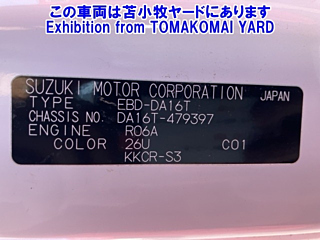 この車両は苫小牧ヤードにあります
Exhibition from TOMAKOMAI YARD
SUZUKI MOTOR CORPORATION JAPAN
TYPE EBD-DA16T
CHASSIS NO. DA16T-479397
ENGINE R06A
COLOR 26U C01
KKCR-S3